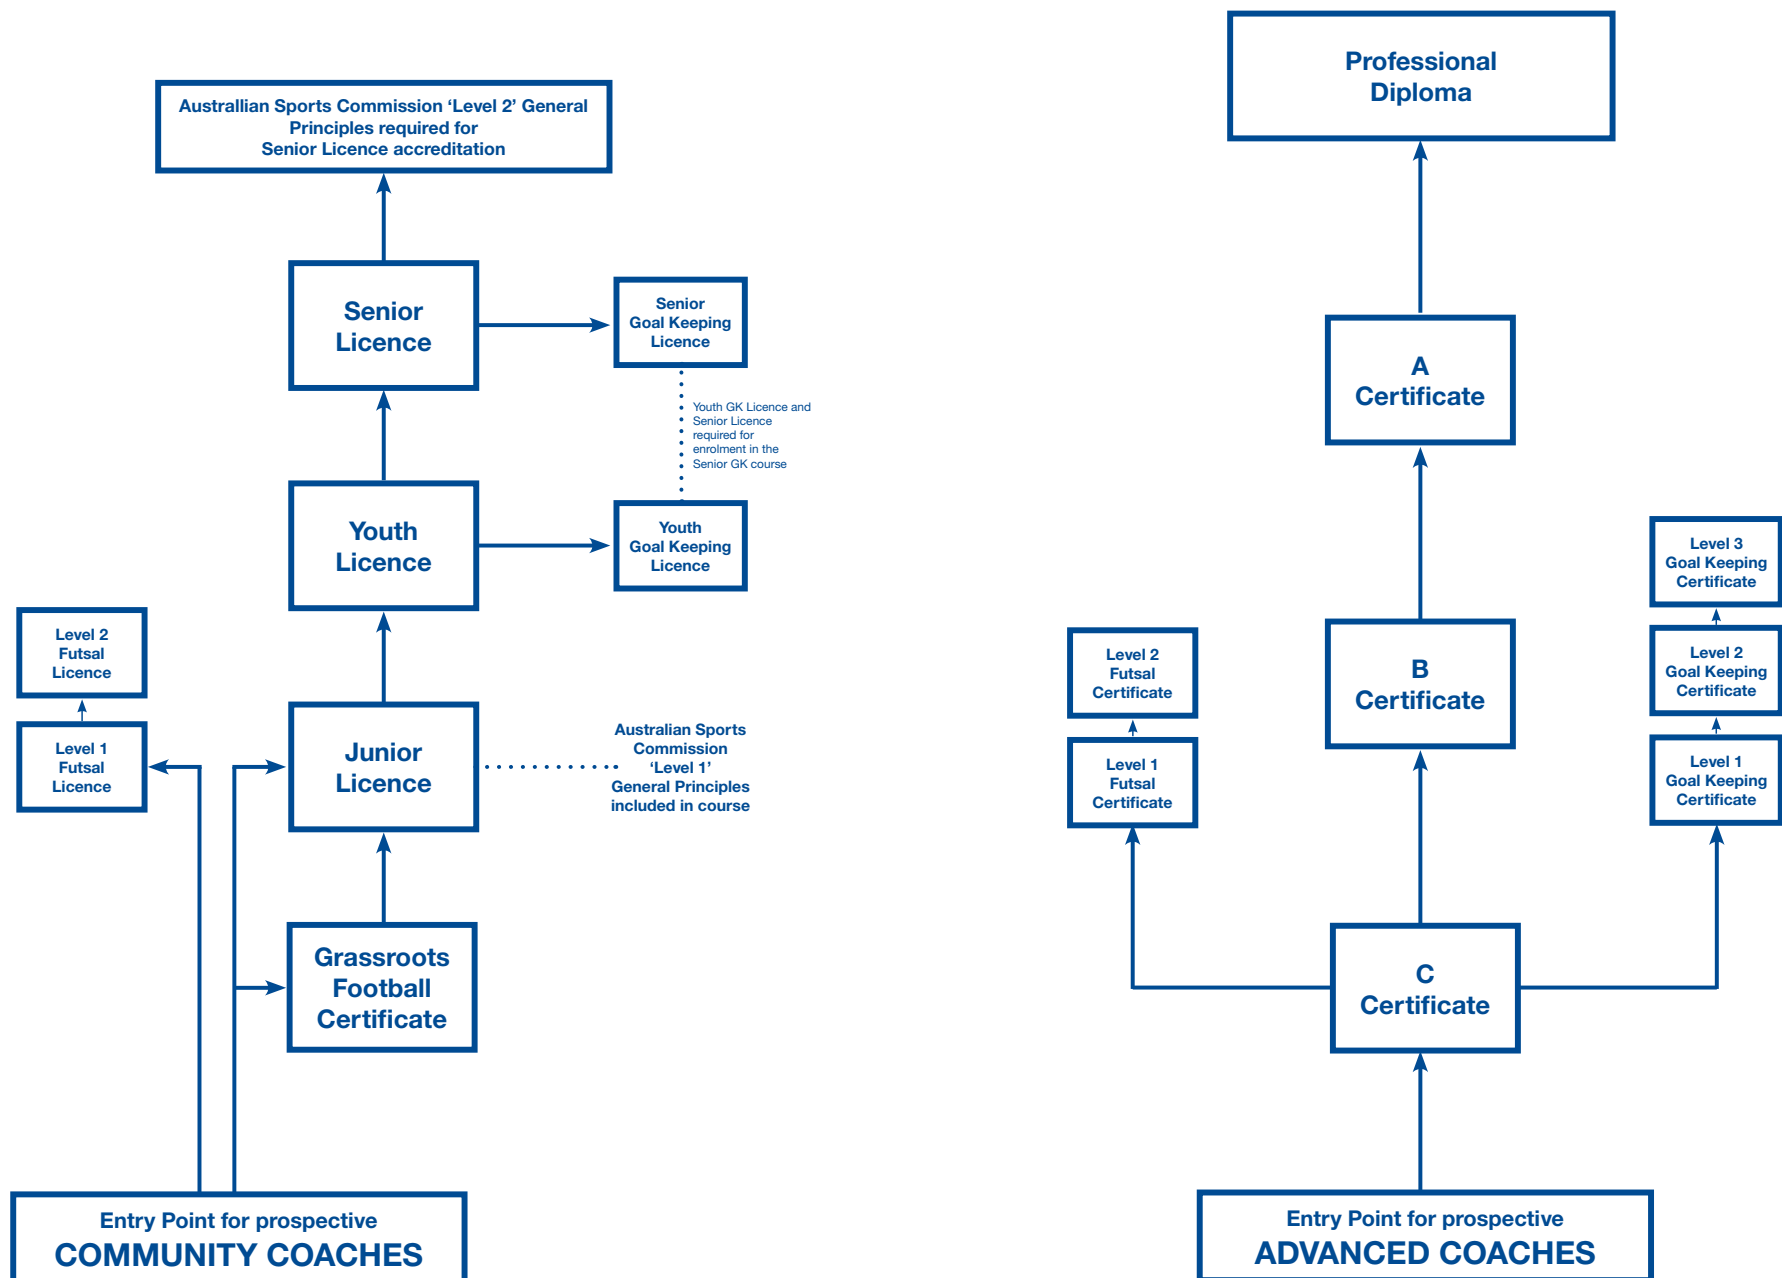 Australlian Sports Commission ‘Level 2’ General
Principles required for
Senior Licence accreditation
Senior
Licence
Senior
Goal Keeping
Licence
Youth GK Licence and
Senior Licence
required for
enrolment in the
Senior GK course
Youth
Licence
Youth
Goal Keeping
Licence
Level 2
Futsal
Licence
Level 1
Futsal
Licence
Junior
Licence
Australian Sports
Commission
‘Level 1’
General Principles
included in course
Grassroots
Football
Certificate
Entry Point for prospective
COMMUNITY COACHES
Professional
Diploma
A
Certificate
B
Certificate
Level 2
Futsal
Certificate
Level 1
Futsal
Certificate
Level 3
Goal Keeping
Certificate
Level 2
Goal Keeping
Certificate
Level 1
Goal Keeping
Certificate
C
Certificate
Entry Point for prospective
ADVANCED COACHES